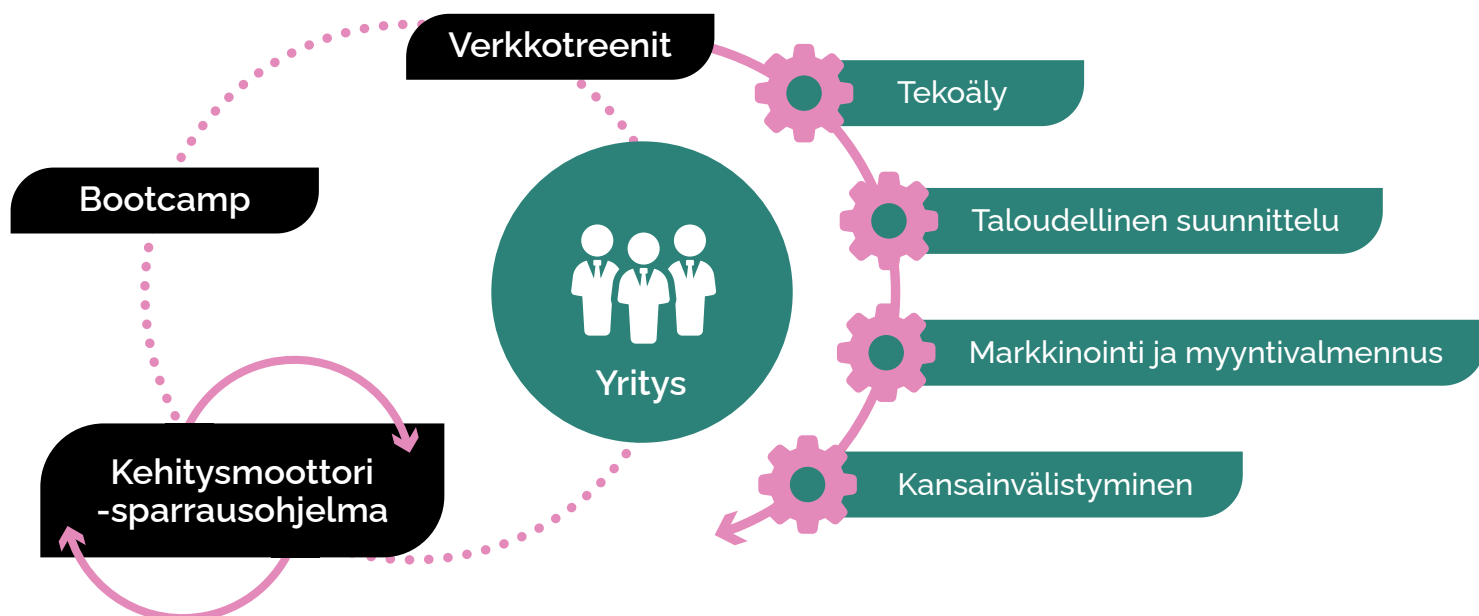 Verkkotreenit
Tekoäly
Bootcamp
Taloudellinen suunnittelu
Markkinointi ja myyntivalmennus
Yritys
Kehitysmoottori
-sparrausohjelma
Kansainvälistyminen